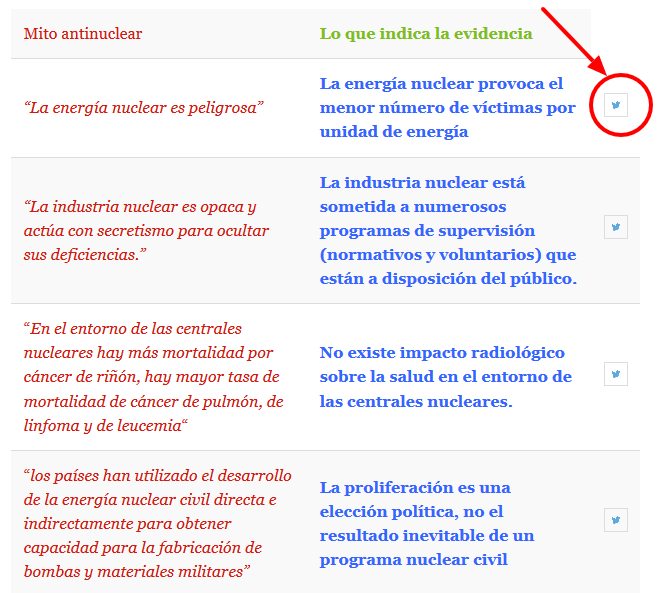 Mito antinuclear
Lo que indica la evidencia
“La energía nuclear es peligrosa”
La energía nuclear provoca el
menor número de víctimas por
unidad de energía
“La industria nuclear es opaca y
actúa con secretismo para ocultar
sus deficiencias.”
La industria nuclear está
sometida a numerosos
programas de supervisión
(normativos y voluntarios) que
están a disposición del público.
“En el entorno de las centrales
nucleares hay más mortalidad por
cáncer de riñón, hay mayor tasa de
mortalidad de cáncer de pulmón, de
linfoma y de leucemia“
No existe impacto radiológico
sobre la salud en el entorno de
las centrales nucleares.
“los países han utilizado el desarrollo
de la energía nuclear civil directa e
indirectamente para obtener
capacidad para la fabricación de
bombas y materiales militares”
La proliferación es una
elección política, no el
resultado inevitable de un
programa nuclear civil